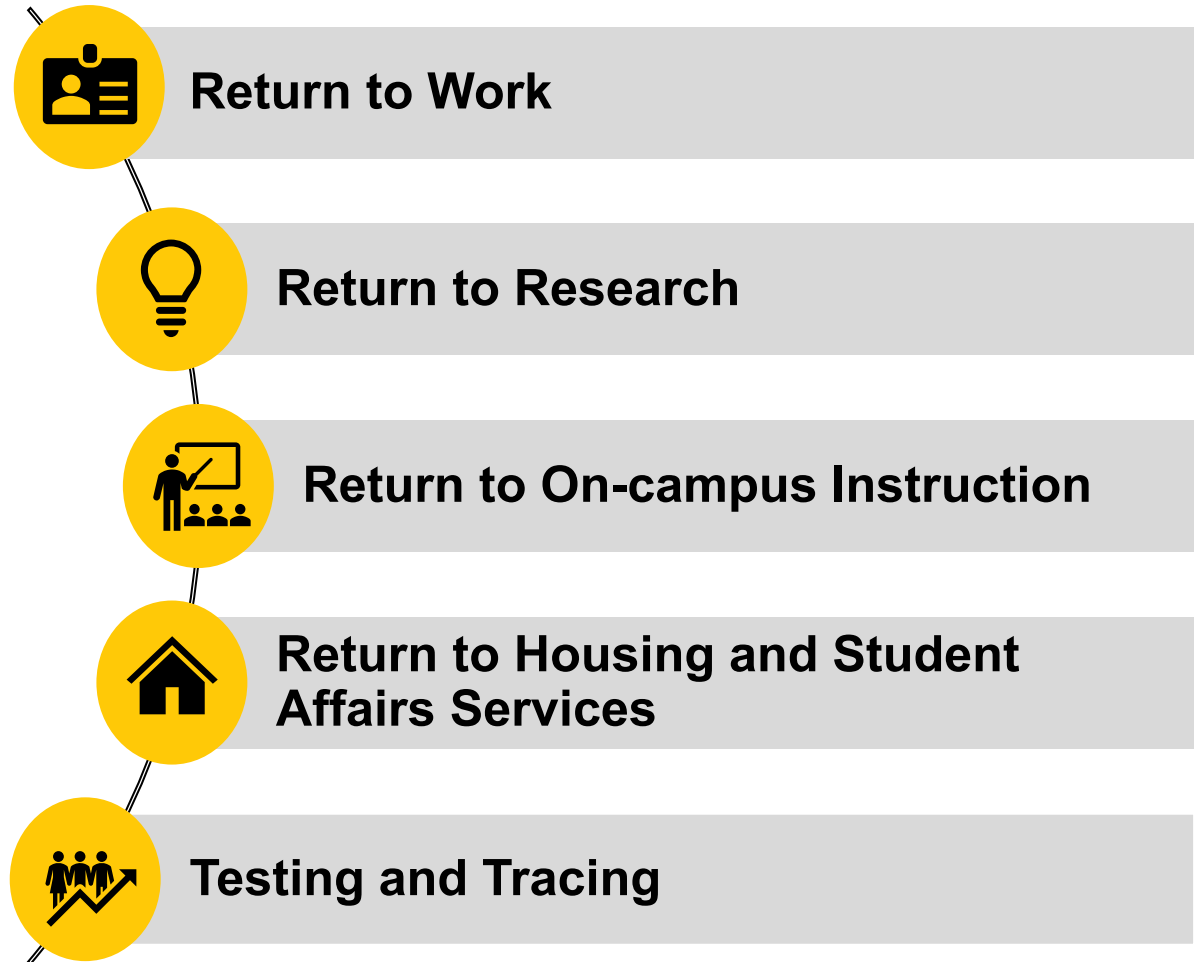 Return to Work
Return to Research
Return to On-campus Instruction
Return to Housing and Student
Affairs Services
Testing and Tracing